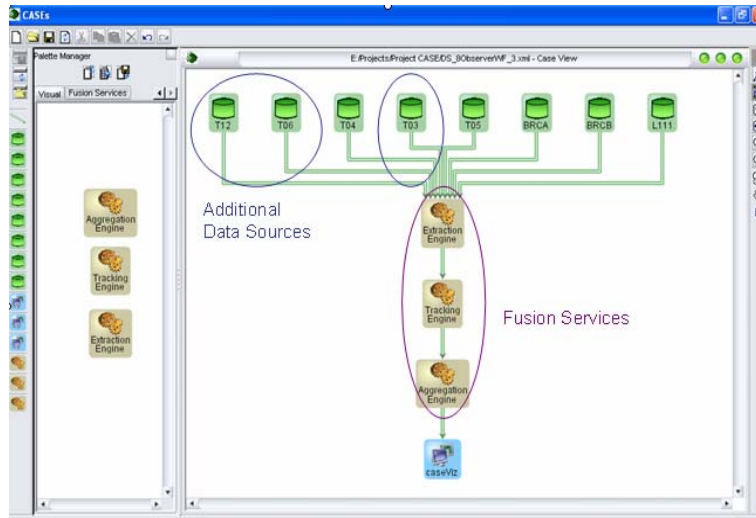 CASEs
Palette Manager
E:/Projects/Project CASE/DS_8ObserverWF_3.xml - Case View
Visual Fusion Services
T12 T06 T04 T03 T05 BRCA BRCB L111
Additional
Data Sources
Aggregation
Engine
Tracking
Engine
Extraction
Engine
Extraction
Engine
Tracking
Engine
Aggregation
Engine
Fusion Services
caseViz